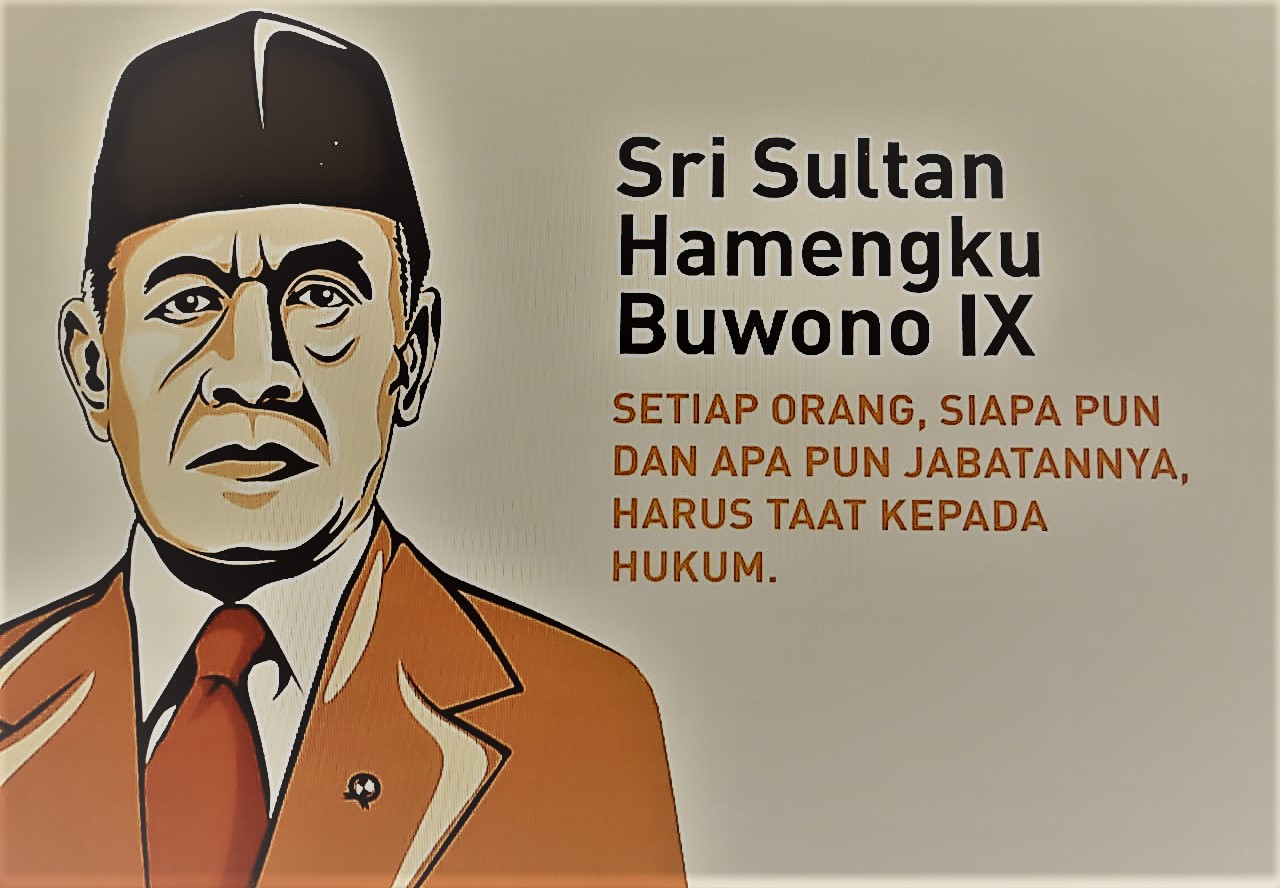 Sri Sultan
Hamengku
Buwono IX
SETIAP ORANG, SIAPA PUN
DAN APA PUN JABATANNYA,
HARUS TAAT KEPADA
HUKUM.